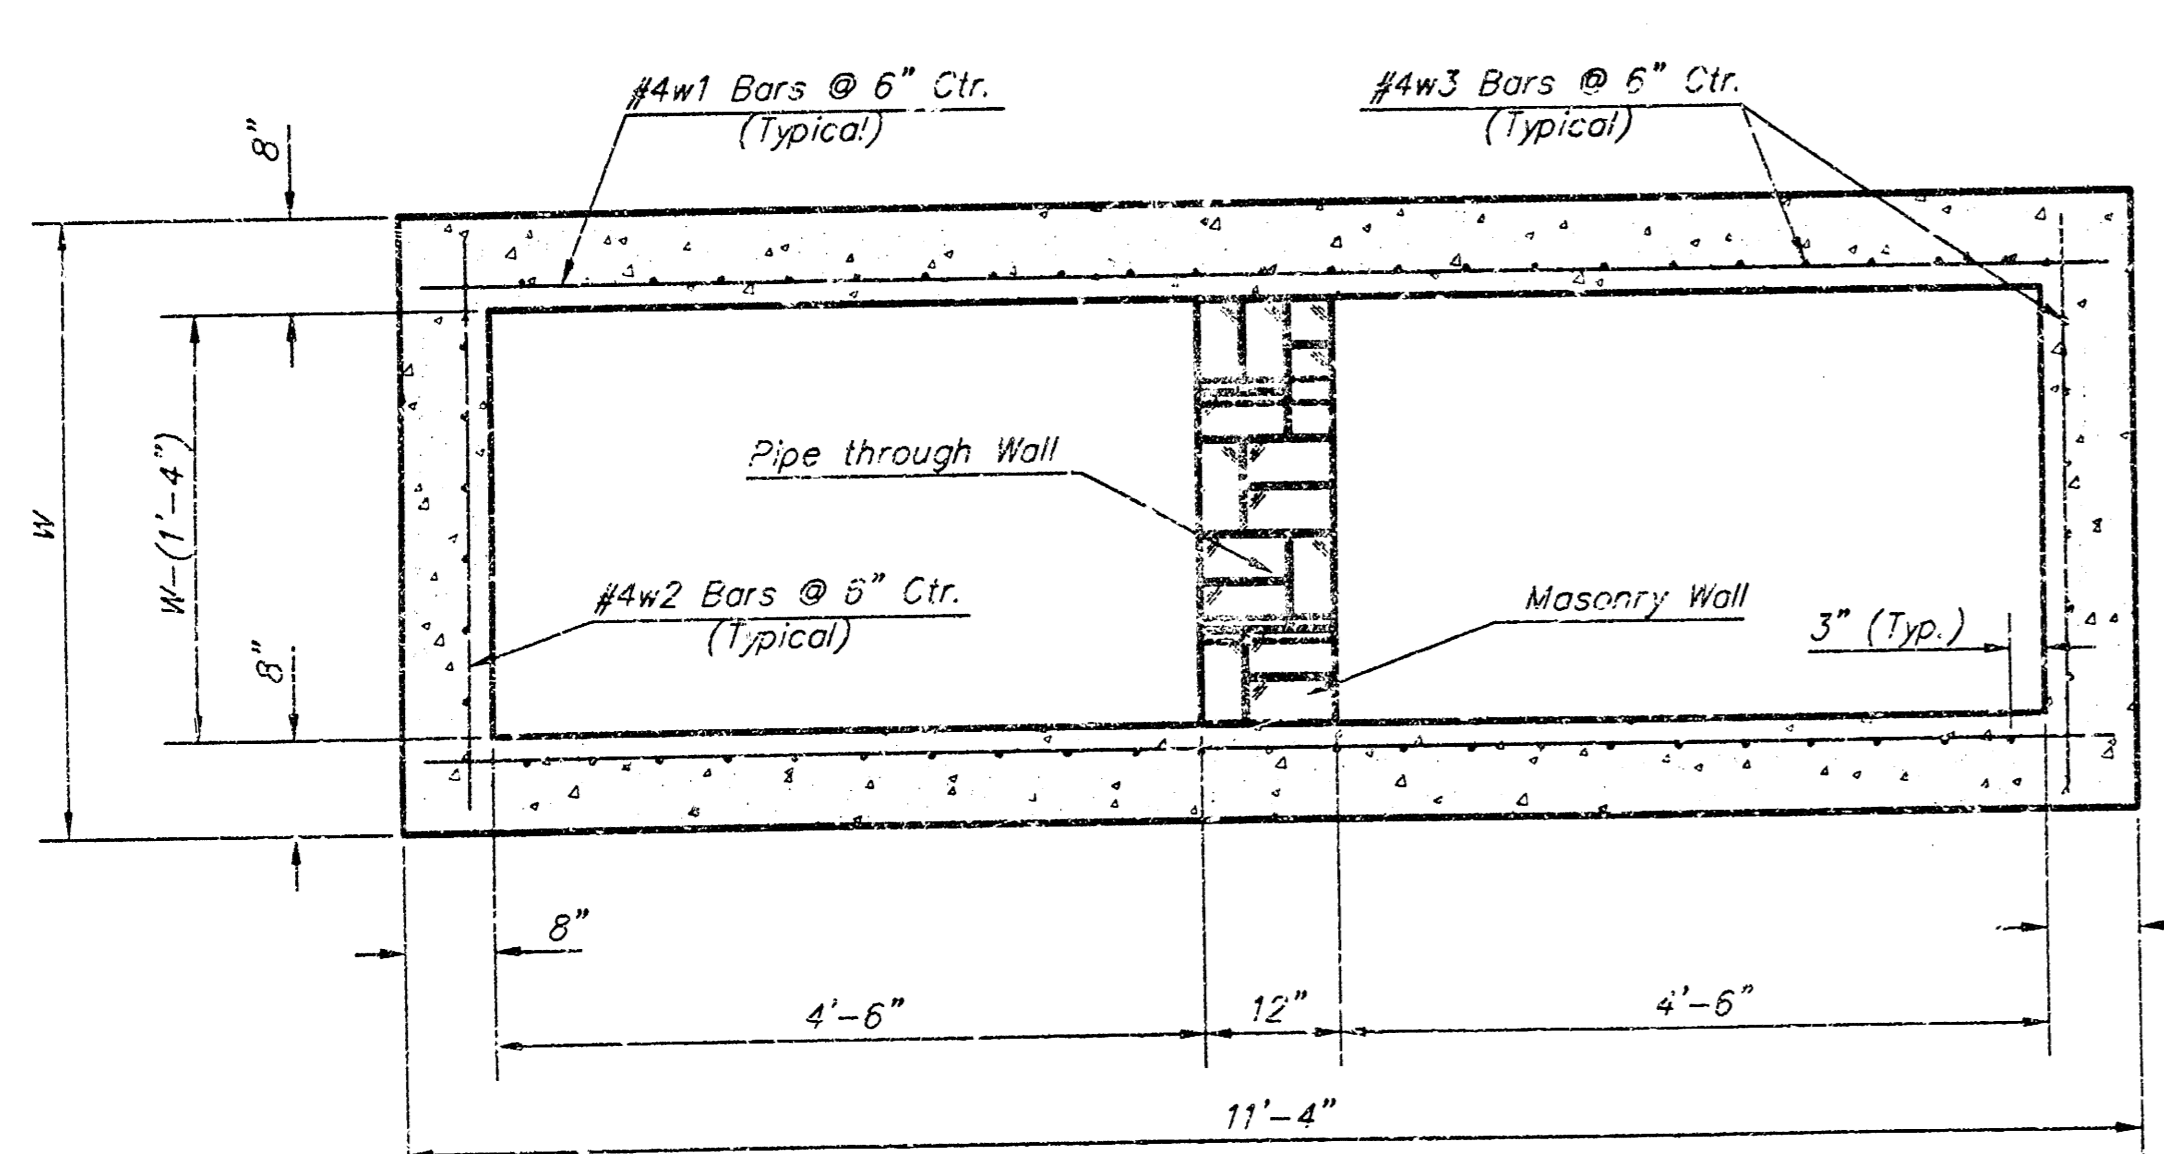 #4w1 Bars @ 6" Ctr.
(Typical)
#4w3 Bars @ 6" Ctr.
(Typical)
8"
W
W-(1'-4")
Pipe through Wall
#4w2 Bars @ 6" Ctr.
(Typical)
Masonry Wall
3" (Typ.)
8"
8"
4'-6"
12"
4'-6"
11'-4"